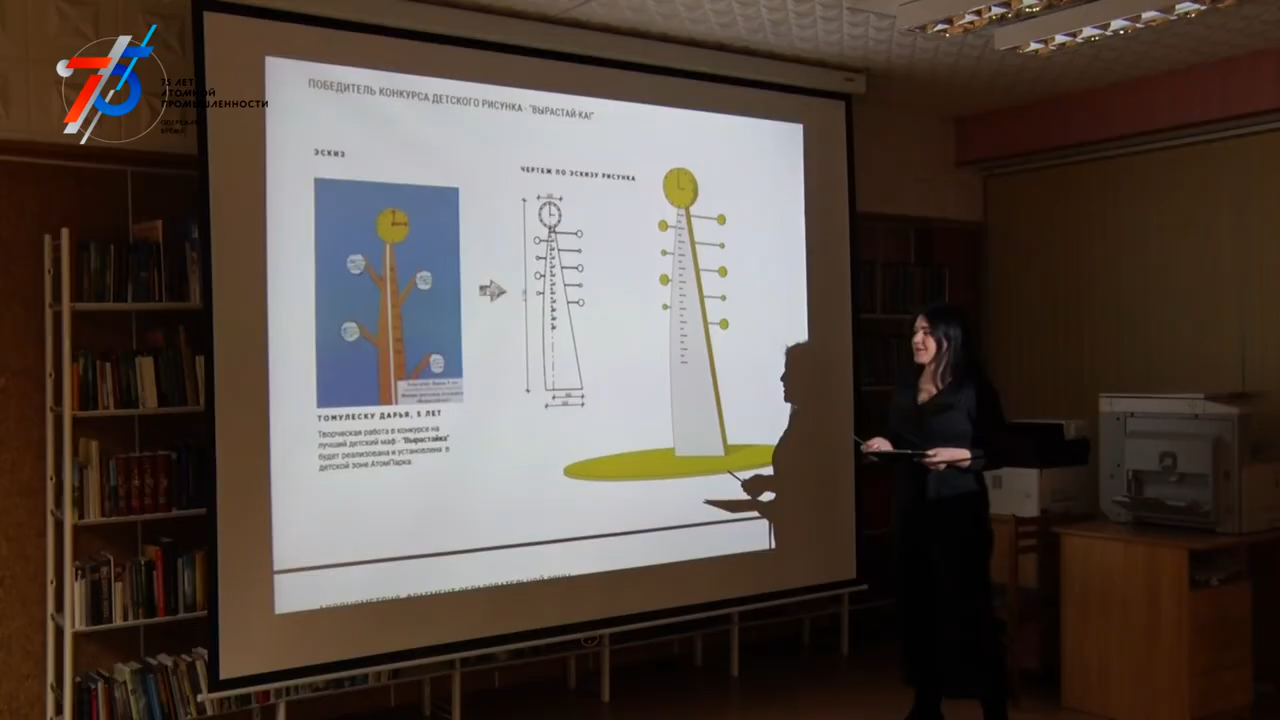 75 ЛЕТ
АТОМНОЙ
ПРОМЫШЛЕННОСТИ
ПОБЕДИТЕЛЬ КОНКУРСА ДЕТСКОГО РИСУНКА - "ВЫРАСТАЙ-КА!"
ЭСКИЗ
ЧЕРТЕЖ ПО ЭСКИЗУ РИСУНКА
ТОМУЛЕСКУ ДАРЬЯ, 5 ЛЕТ
Творческая работа в конкурсе на
лучший детский маф - "Вырастайка"
будет реализована и установлена в
детской зоне АтомПарка.